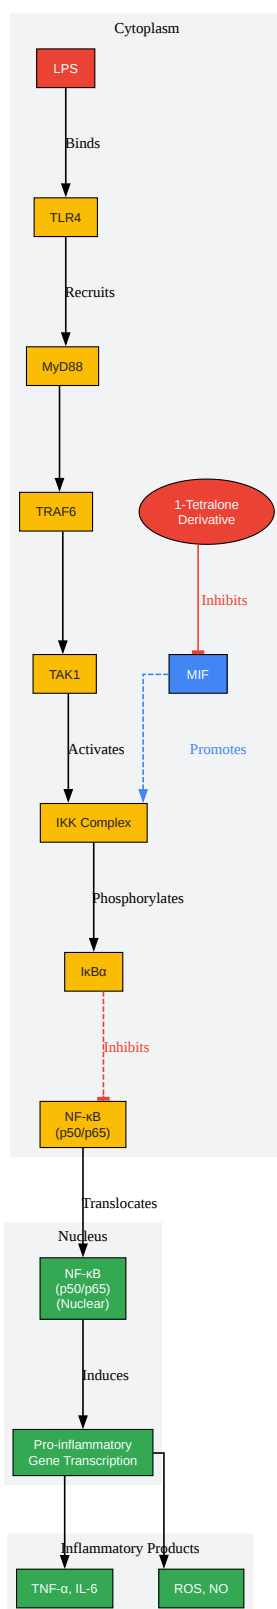 Cytoplasm
LPS
Binds
TLR4
Recruits
MyD88
TRAF6
1-Tetralone
Derivative
Inhibits
TAK1
MIF
Activates
Promotes
IKK Complex
Phosphorylates
IκBα
Inhibits
NF-κB
(p50/p65)
Translocates
Nucleus
NF-κB
(p50/p65)
(Nuclear)
Induces
Pro-inflammatory
Gene Transcription
Inflammatory Products
TNF-α, IL-6
ROS, NO